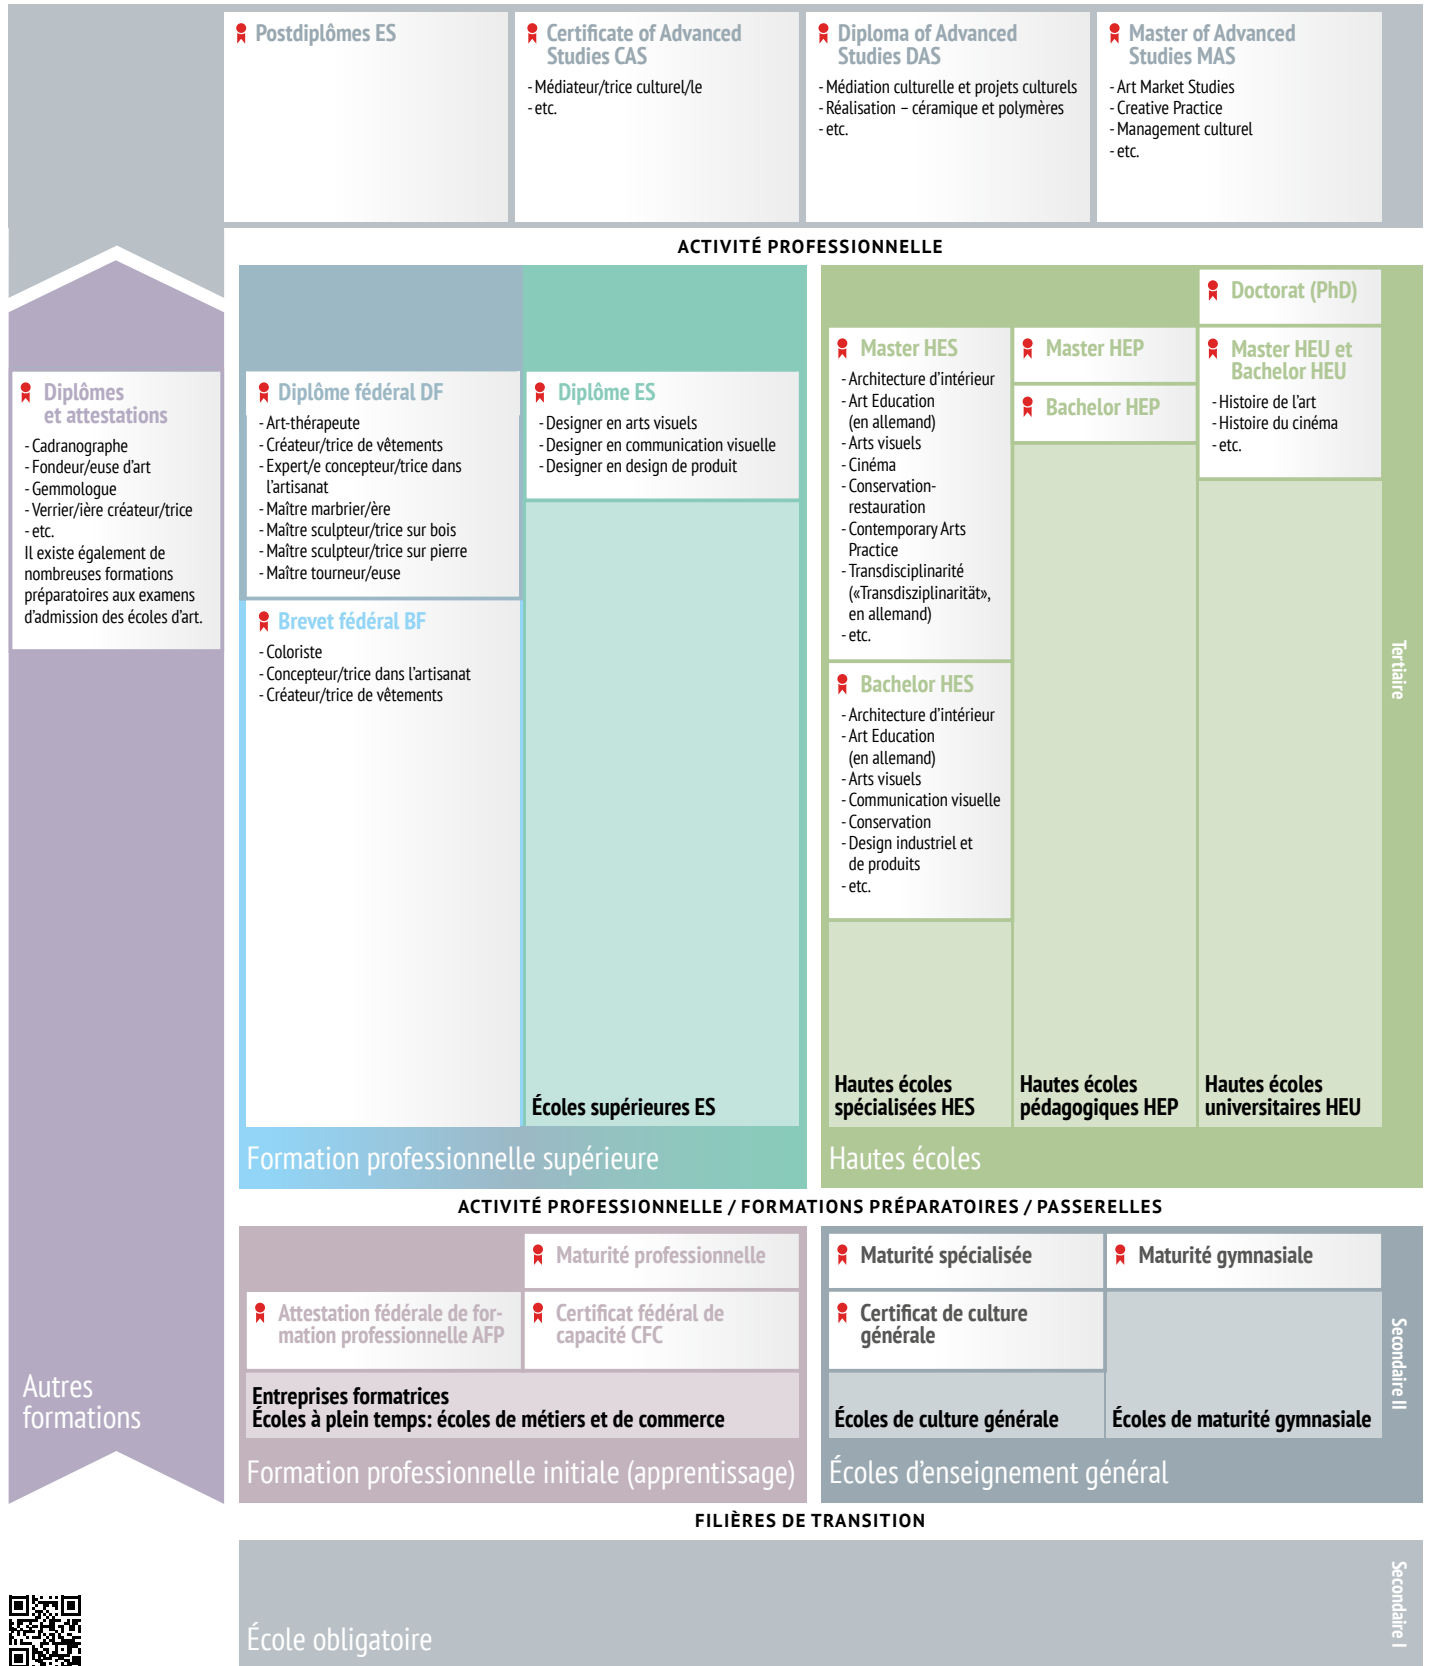 Postdiplômes ES
Certificate of Advanced
Studies CAS
- Médiateur/trice culturel/le
- etc.
Diploma of Advanced
Studies DAS
- Médiation culturelle et projets culturels
- Réalisation – céramique et polymères
- etc.
Master of Advanced
Studies MAS
- Art Market Studies
- Creative Practice
- Management culturel
- etc.
ACTIVITÉ PROFESSIONNELLE
Diplômes
et attestations
- Cadranographe
- Fondeur/euse d'art
- Gemmologue
- Verrier/ière créateur/trice
- etc.
Il existe également de
nombreuses formations
préparatoires aux examens
d'admission des écoles d'art.
Autres
formations
Diplôme fédéral DF
- Art-thérapeute
- Créateur/trice de vêtements
- Expert/e concepteur/trice dans
l'artisanat
- Maître marbrier/ère
- Maître sculpteur/trice sur bois
- Maître sculpteur/trice sur pierre
- Maître tourneur/euse
Brevet fédéral BF
- Coloriste
- Concepteur/trice dans l'artisanat
- Créateur/trice de vêtements
Diplôme ES
- Designer en arts visuels
- Designer en communication visuelle
- Designer en design de produit
Écoles supérieures ES
Formation professionnelle supérieure
Master HES
- Architecture d'intérieur
- Art Education
(en allemand)
- Arts visuels
- Cinéma
- Conservation-
restauration
- Contemporary Arts
Practice
- Transdisciplinarité
(«Transdisziplinarität»,
en allemand)
- etc.
Bachelor HES
- Architecture d'intérieur
- Art Education
(en allemand)
- Arts visuels
- Communication visuelle
- Conservation
- Design industriel et
de produits
- etc.
Hautes écoles
spécialisées HES
Master HEP
Bachelor HEP
Hautes écoles
pédagogiques HEP
Doctorat (PhD)
Master HEU et
Bachelor HEU
- Histoire de l'art
- Histoire du cinéma
- etc.
Hautes écoles
universitaires HEU
Hautes écoles
Tertiaire
ACTIVITÉ PROFESSIONNELLE / FORMATIONS PRÉPARATOIRES / PASSERELLES
Maturité professionnelle
Attestation fédérale de for-
mation professionnelle AFP
Certificat fédéral de
capacité CFC
Entreprises formatrices
Écoles à plein temps: écoles de métiers et de commerce
Formation professionnelle initiale (apprentissage)
Maturité spécialisée
Certificat de culture
générale
Écoles de culture générale
Maturité gymnasiale
Écoles de maturité gymnasiale
Écoles d'enseignement général
Secondaire II
FILIÈRES DE TRANSITION
École obligatoire
Secondaire I